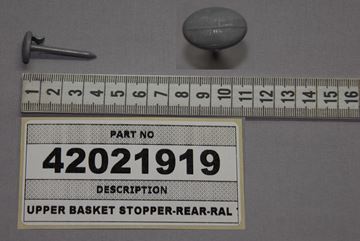 1 2 3 4 5 6 7 8 9 10 11 12 13 14 15 16
PART NO
42021919
DESCRIPTION
UPPER BASKET STOPPER-REAR-RAL